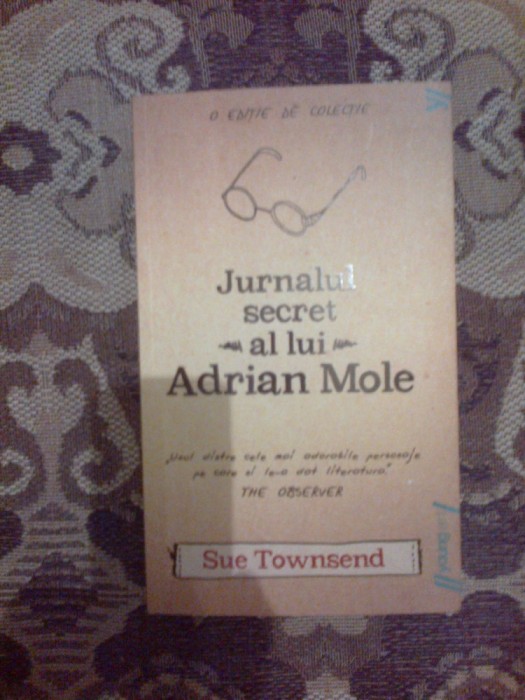 O EDIȚIE DE COLECȚIE
Jurnalul
secret
al lui
Adrian Mole
„Unul dintre cele mai adorabile personaje
pe care ni le-a dat literatura."
THE OBSERVER
Sue Townsend